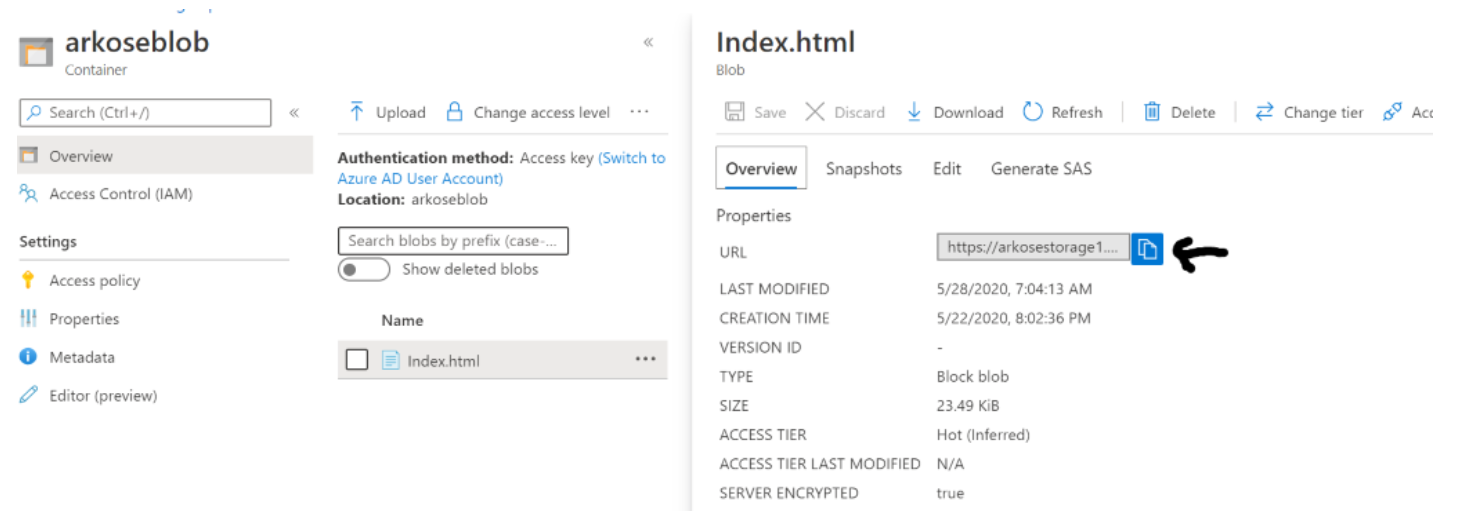 arkoseblob
Container
Search (Ctrl+/)
Overview
Access Control (IAM)
Settings
Access policy
Properties
Metadata
Editor (preview)
Upload
Change access level
Authentication method: Access key (Switch to
Azure AD User Account)
Location: arkoseblob
Search blobs by prefix (case-...
Show deleted blobs
Name
Index.html
Index.html
Blob
Save
Discard
Download
Refresh
Delete
Change tier
Acc
Overview
Snapshots
Edit
Generate SAS
Properties
URL https://arkosestorage1....
LAST MODIFIED 5/28/2020, 7:04:13 AM
CREATION TIME 5/22/2020, 8:02:36 PM
VERSION ID -
TYPE Block blob
SIZE 23.49 KiB
ACCESS TIER Hot (Inferred)
ACCESS TIER LAST MODIFIED N/A
SERVER ENCRYPTED true